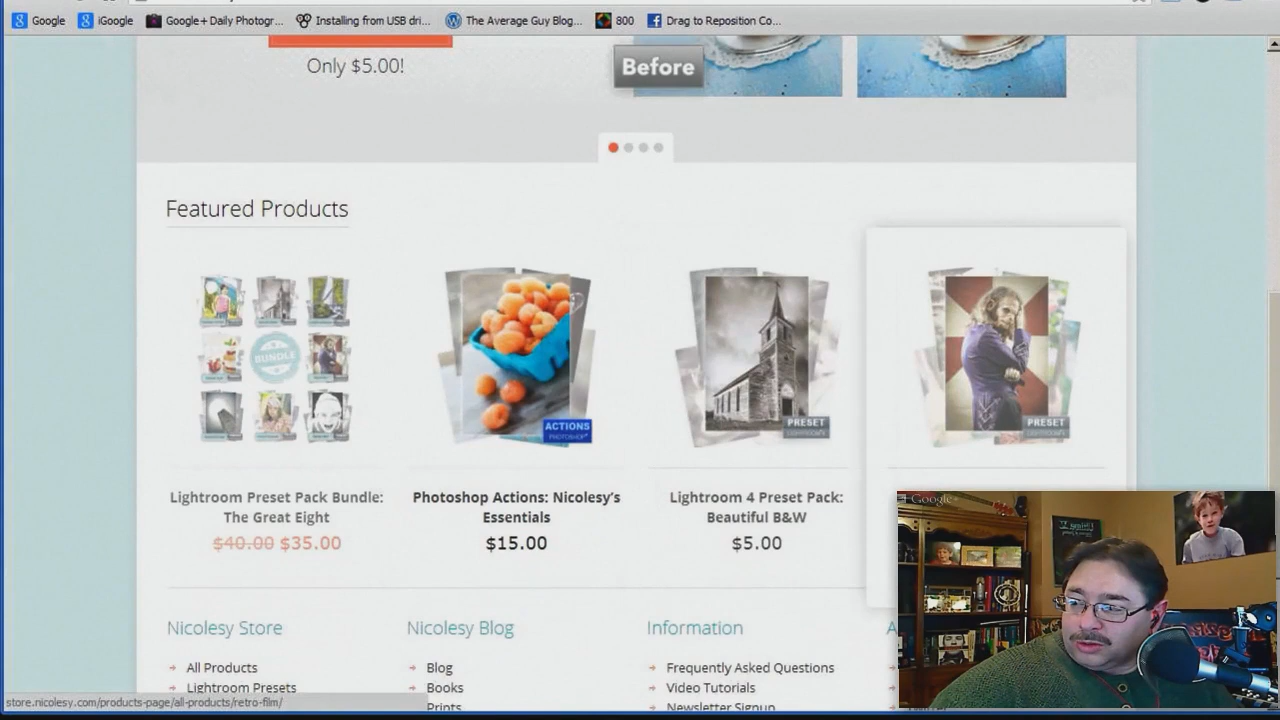 Google
iGoogle
Google+ Daily Photogr...
Installing from USB dri...
The Average Guy Blog...
800
Drag to Reposition Co...
Only $5.00!
Before
Featured Products
BUNDLE
ACTIONS
PHOTOSHOP
PRESET
LIGHTROOM
PRESET
LIGHTROOM
Lightroom Preset Pack Bundle:
The Great Eight
$40.00 $35.00
Photoshop Actions: Nicolesy's
Essentials
$15.00
Lightroom 4 Preset Pack:
Beautiful B&W
$5.00
Google+
Nicolesy Store
All Products
Lightroom Presets
Nicolesy Blog
Blog
Books
Prints
Information
Frequently Asked Questions
Video Tutorials
Newsletter Signup
A
store.nicolesy.com/products-page/all-products/retro-film/